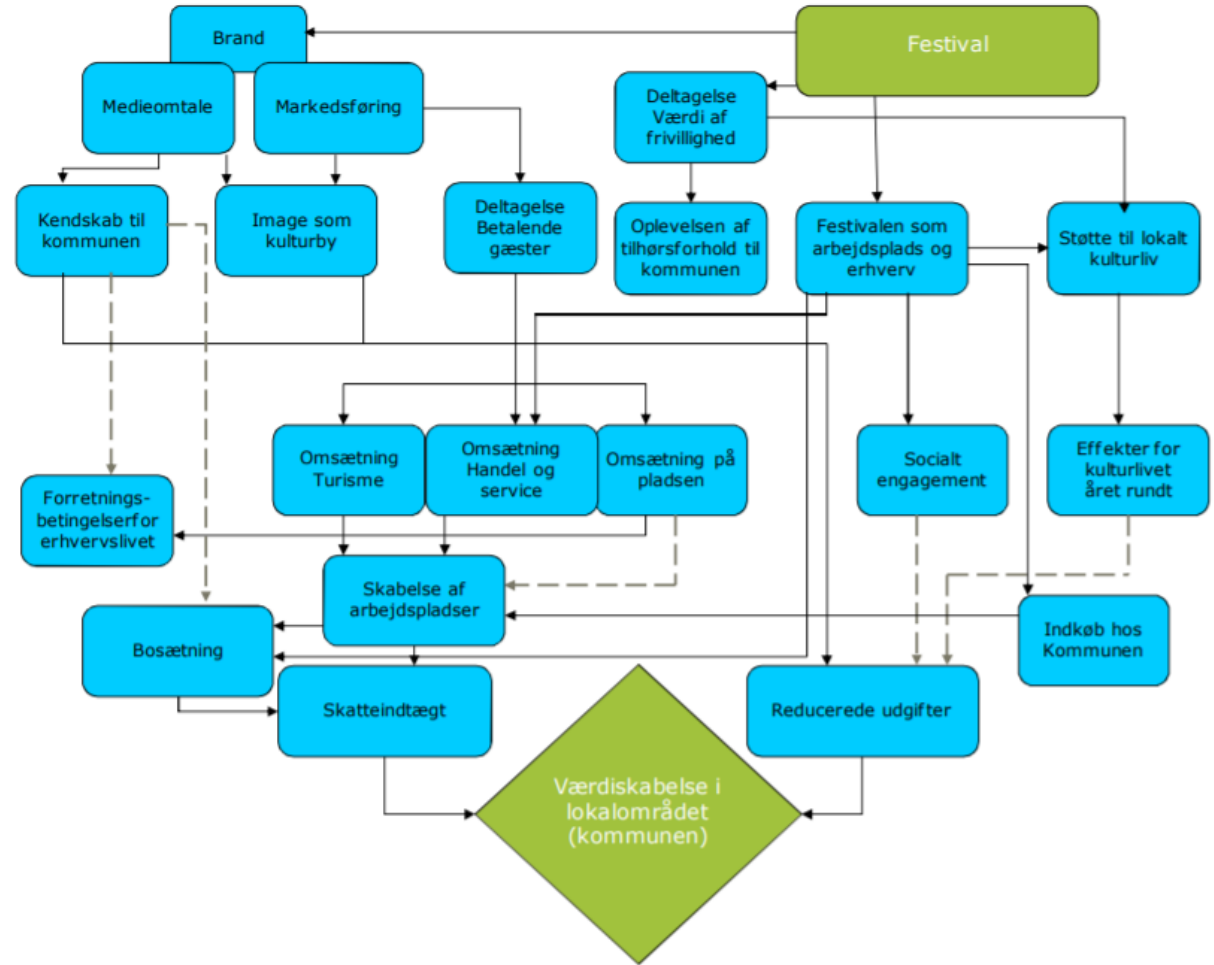 Brand
Festival
Medieomtale
Markedsføring
Deltagelse
Værdi af
frivillighed
Kendskab til
kommunen
Image som
kulturby
Deltagelse
Betalende
gæster
Oplevelsen af
tilhørsforhold til
kommunen
Festivalen som
arbejdsplads og
erhverv
Støtte til lokalt
kulturliv
Omsætning
Turisme
Omsætning
Handel og
service
Omsætning på
pladsen
Socialt
engagement
Effekter for
kulturlivet
året rundt
Forretnings-
betingelserfor
erhvervslivet
Skabelse af
arbejdspladser
Indkøb hos
Kommunen
Bosætning
Skatteindtægt
Reducerede udgifter
Værdiskabelse i
lokalområdet
(kommunen)